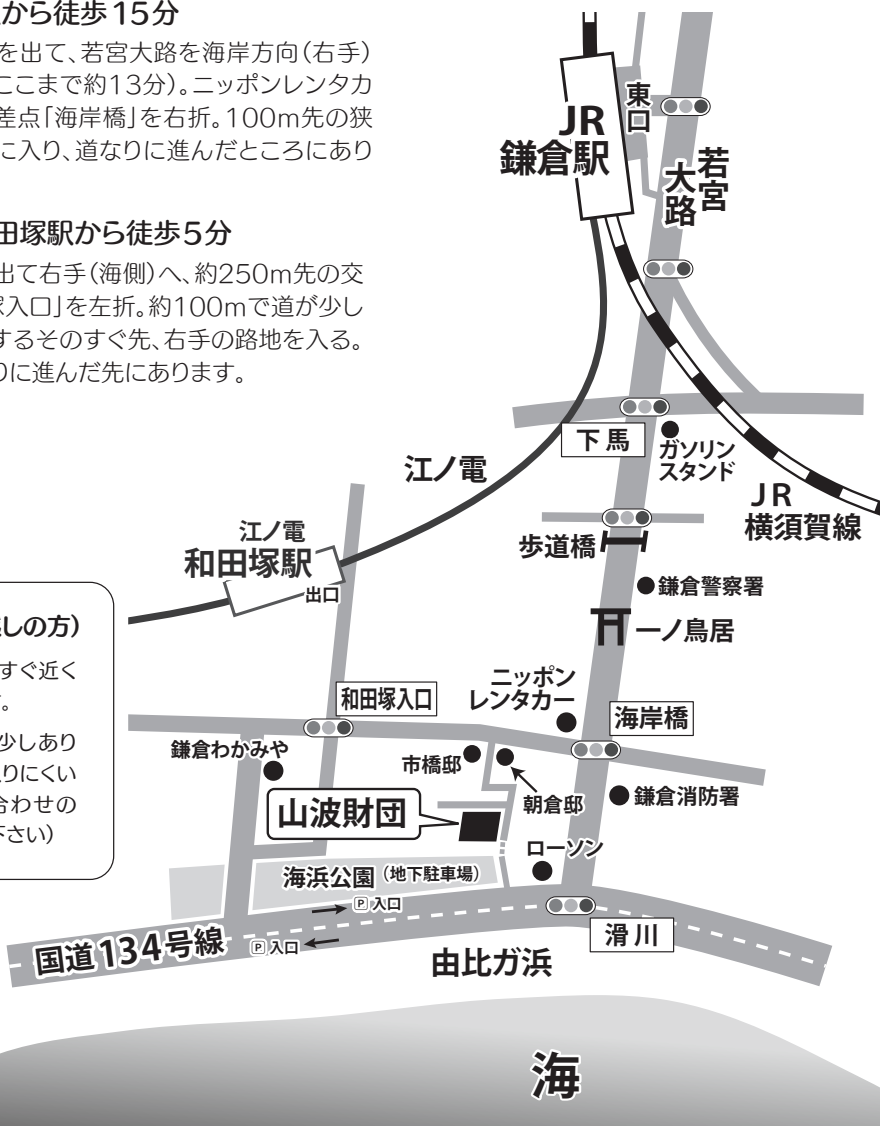 から徒歩15分
を出て、若宮大路を海岸方向（右手）
ここまで約13分）。ニッポンレンタカ
差点「海岸橋」を右折。100m先の狭
に入り、道なりに進んだところにあり
田塚駅から徒歩5分
出て右手（海側）へ、約250m先の交
塚入口」を左折。約100mで道が少し
するそのすぐ先、右手の路地を入る。
りに進んだ先にあります。
しの方）
すぐ近く
。
少しあり
りにくい
合わせの
下さい）
JR
鎌倉駅
東口
若宮
大路
下馬
ガソリン
スタンド
江ノ電
JR
横須賀線
歩道橋
江ノ電
和田塚駅
出口
鎌倉警察署
一ノ鳥居
ニッポン
レンタカー
和田塚入口
海岸橋
鎌倉わかみや
市橋邸
朝倉邸
鎌倉消防署
山波財団
ローソン
海浜公園（地下駐車場）
P 入口
国道134号線
P 入口
滑川
由比ガ浜
海